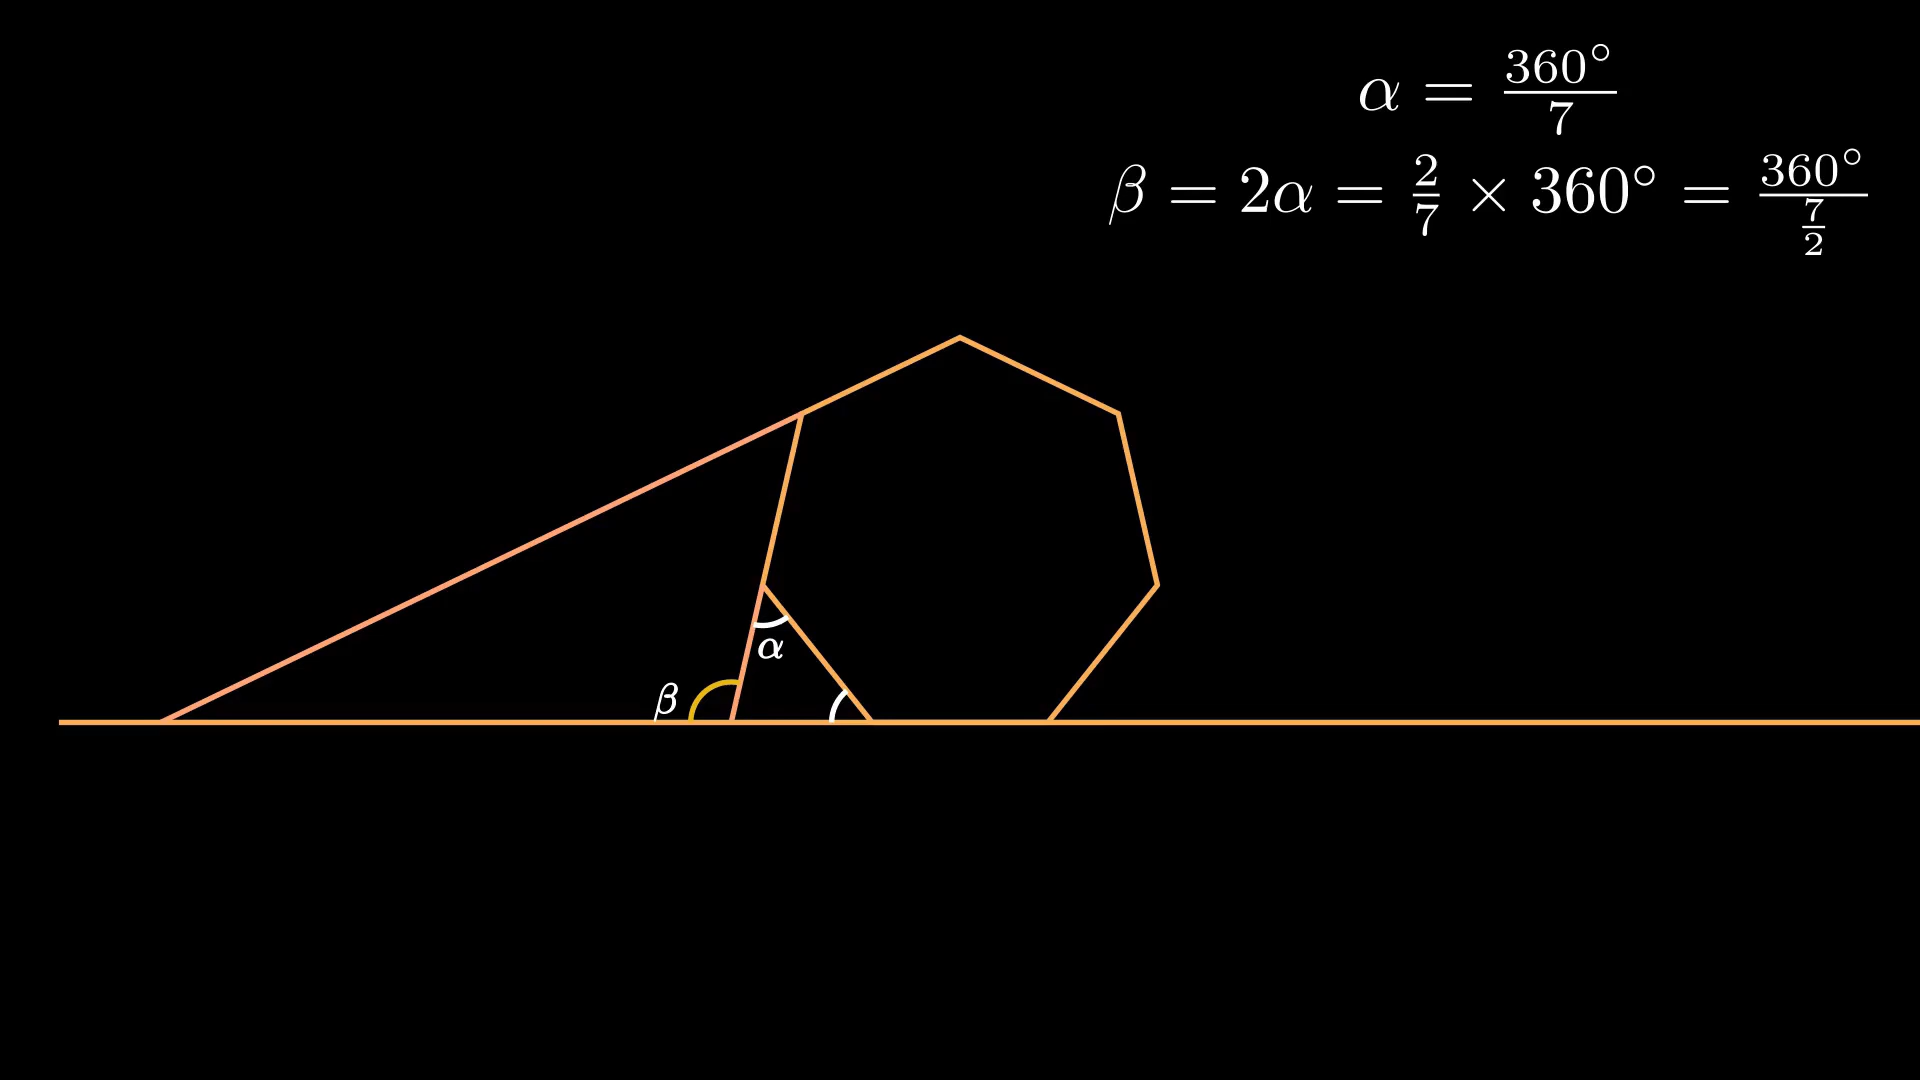 α = 360°/7
β = 2α = 2/7 × 360° = 360°/(7/2)
α
β